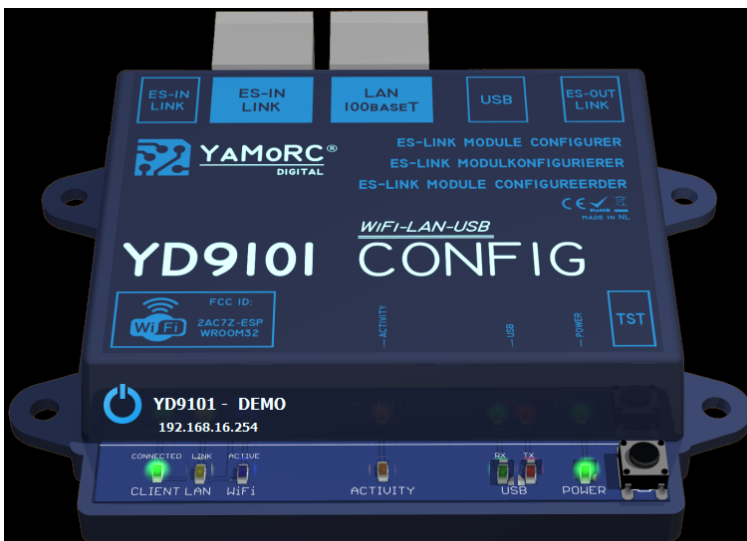 ES-IN
LINK
ES-IN
LINK
LAN
100BASET
USB
ES-OUT
LINK
YAMoRC®
DIGITAL
ES-LINK MODULE CONFIGURER
ES-LINK MODULKONFIGURIERER
ES-LINK MODULE CONFIGUREERDER
CE RoHS
MADE IN NL
WiFi-LAN-USB
YD9101 CONFIG
WiFi
FCC ID:
2AC7Z-ESP
WROOM32
ACTIVITY
USB
POWER
TST
YD9101 - DEMO
192.168.16.254
CONNECTED LINK ACTIVE RX TX
CLIENT LAN WiFi ACTIVITY USB POWER